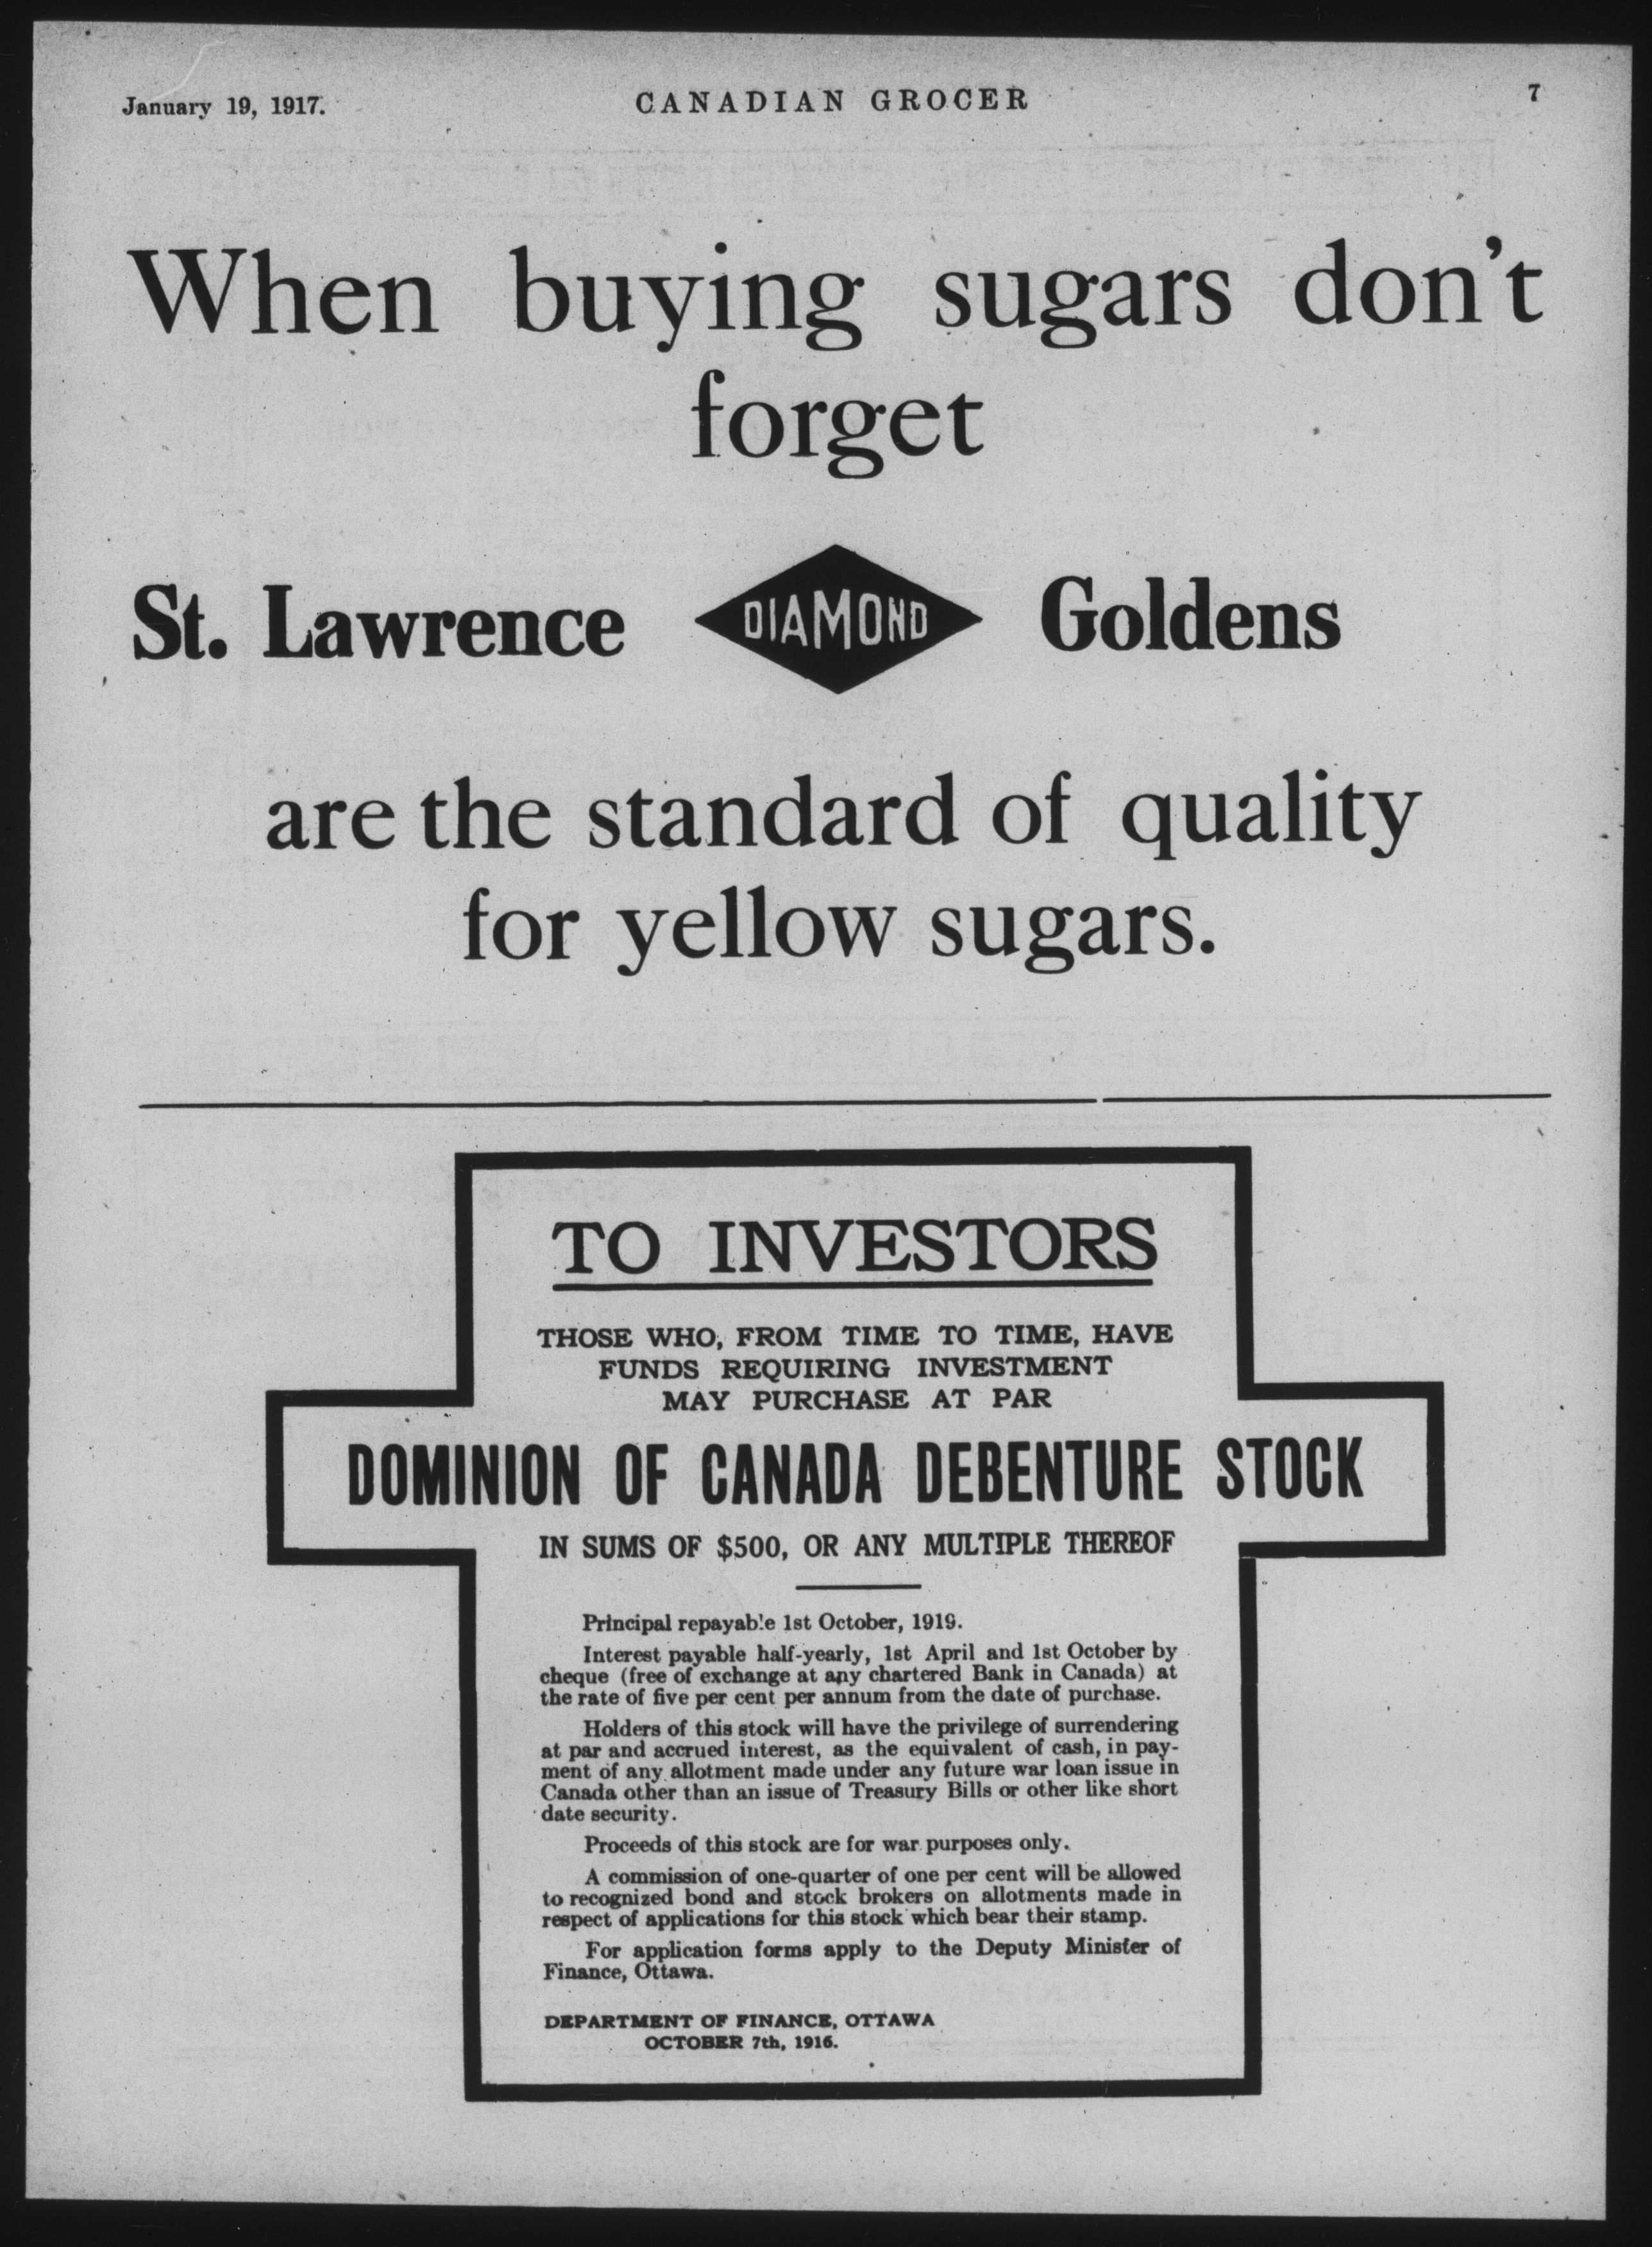 January 19, 1917.
CANADIAN GROCER
7
When buying sugars don't
forget
St. Lawrence DIAMOND Goldens
are the standard of quality
for yellow sugars.
TO INVESTORS
THOSE WHO, FROM TIME TO TIME, HAVE
FUNDS REQUIRING INVESTMENT
MAY PURCHASE AT PAR
DOMINION OF CANADA DEBENTURE STOCK
IN SUMS OF $500, OR ANY MULTIPLE THEREOF
Principal repayable 1st October, 1919.
Interest payable half-yearly, 1st April and 1st October by
cheque (free of exchange at any chartered Bank in Canada) at
the rate of five per cent per annum from the date of purchase.
Holders of this stock will have the privilege of surrendering
at par and accrued interest, as the equivalent of cash, in pay-
ment of any allotment made under any future war loan issue in
Canada other than an issue of Treasury Bills or other like short
date security.
Proceeds of this stock are for war purposes only.
A commission of one-quarter of one per cent will be allowed
to recognized bond and stock brokers on allotments made in
respect of applications for this stock which bear their stamp.
For application forms apply to the Deputy Minister of
Finance, Ottawa.
DEPARTMENT OF FINANCE, OTTAWA
OCTOBER 7th, 1916.